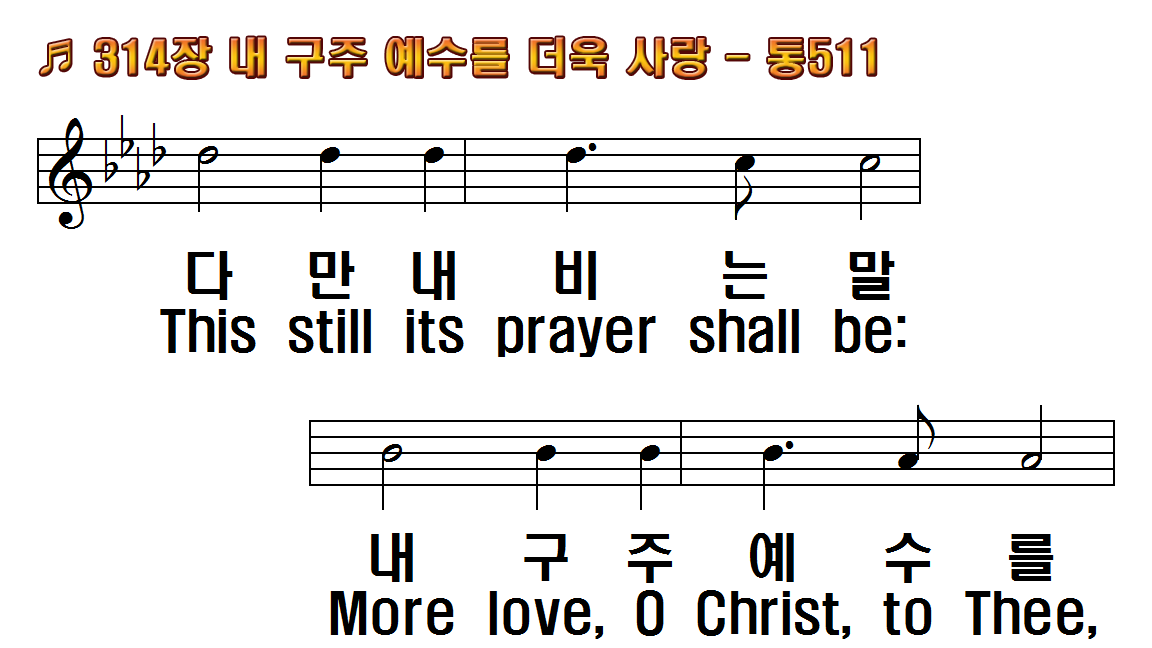 ♬ 314장 내 구주 예수를 더욱 사랑 - 통511
다 만 내 비 는 말
This still its prayer shall be:
내 구 주 예 수 를
More love, O Christ, to Thee,